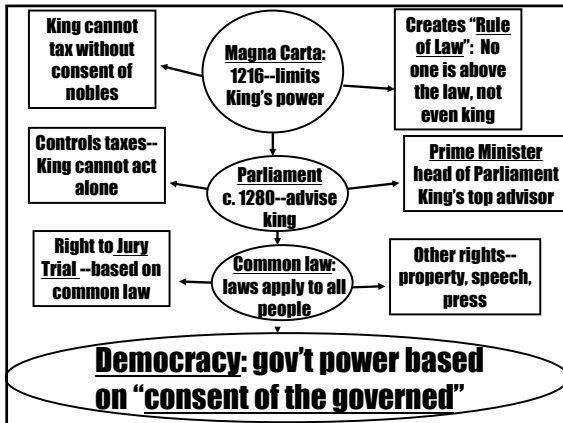 King cannot
tax without
consent of
nobles
Magna Carta:
1216--limits
King's power
Creates "Rule
of Law": No
one is above
the law, not
even king
Controls taxes--
King cannot act
alone
Parliament
c. 1280--advise
king
Prime Minister
head of Parliament
King's top advisor
Right to Jury
Trial --based on
common law
Common law:
laws apply to all
people
Other rights--
property, speech,
press
Democracy: gov't power based
on "consent of the governed"